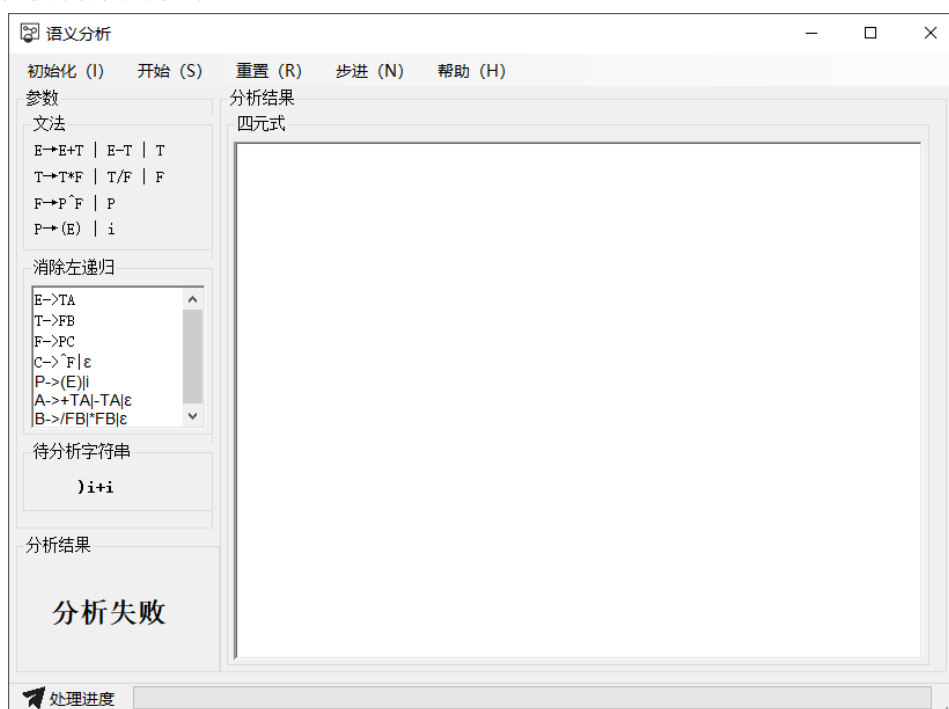 语义分析
初始化 (I) 开始 (S) 重置 (R) 步进 (N) 帮助 (H)
参数
文法
E→E+T | E-T | T
T→T*F | T/F | F
F→P^F | P
P→(E) | i
消除左递归
E->TA
T->FB
F->PC
C->^F|ε
P->(E)|i
A->+TA|-TA|ε
B->/FB|*FB|ε
待分析字符串
)i+i
分析结果
分析失败
分析结果
四元式
处理进度